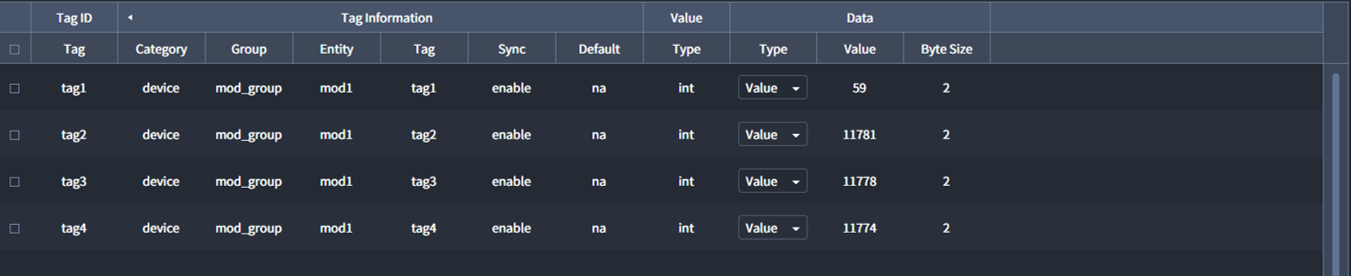 Tag ID Tag Information Value Data
Tag Category Group Entity Tag Sync Default Type Type Value Byte Size
tag1 device mod_group mod1 tag1 enable na int Value 59 2
tag2 device mod_group mod1 tag2 enable na int Value 11781 2
tag3 device mod_group mod1 tag3 enable na int Value 11778 2
tag4 device mod_group mod1 tag4 enable na int Value 11774 2